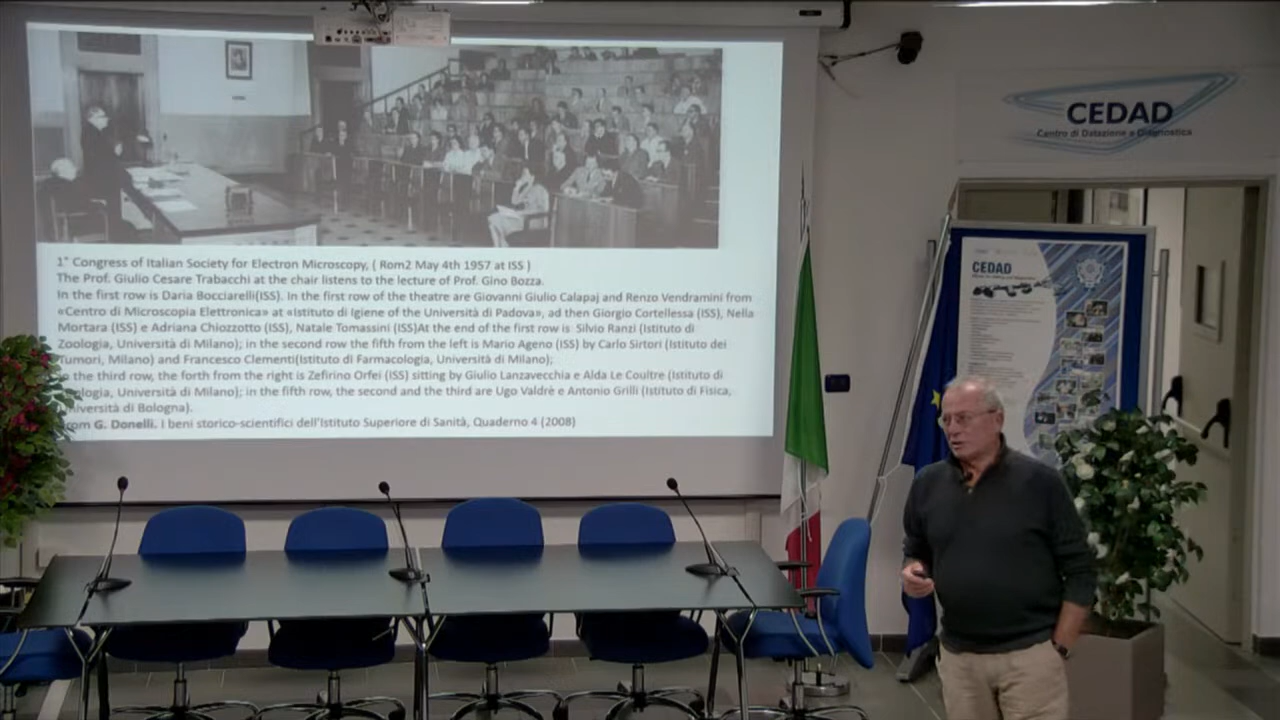 1° Congress of Italian Society for Electron Microscopy, ( Rom2 May 4th 1957 at ISS )
The Prof. Giulio Cesare Trabacchi at the chair listens to the lecture of Prof. Gino Bozza.
In the first row is Daria Bocciarelli(ISS). In the first row of the theatre are Giovanni Giulio Calapaj and Renzo Vendramini from
«Centro di Microscopia Elettronica» at «Istituto di Igiene of the Università di Padova», ad then Giorgio Cortellessa (ISS), Nella
Mortara (ISS) e Adriana Chiozzotto (ISS), Natale Tomassini (ISS)At the end of the first row is Silvio Ranzi (Istituto di
Zoologia, Università di Milano); in the second row the fifth from the left is Mario Ageno (ISS) by Carlo Sirtori (Istituto dei
Tumori, Milano) and Francesco Clementi(Istituto di Farmacologia, Università di Milano);
the third row, the forth from the right is Zefirino Orfei (ISS) sitting by Giulio Lanzavecchia e Alda Le Coultre (Istituto di
Università di Milano); in the fifth row, the second and the third are Ugo Valdrè e Antonio Grilli (Istituto di Fisica,
Università di Bologna).
from G. Donelli. I beni storico-scientifici dell'Istituto Superiore di Sanità, Quaderno 4 (2008)
CEDAD
Centro di Datazione e Diagnostica
CEDAD